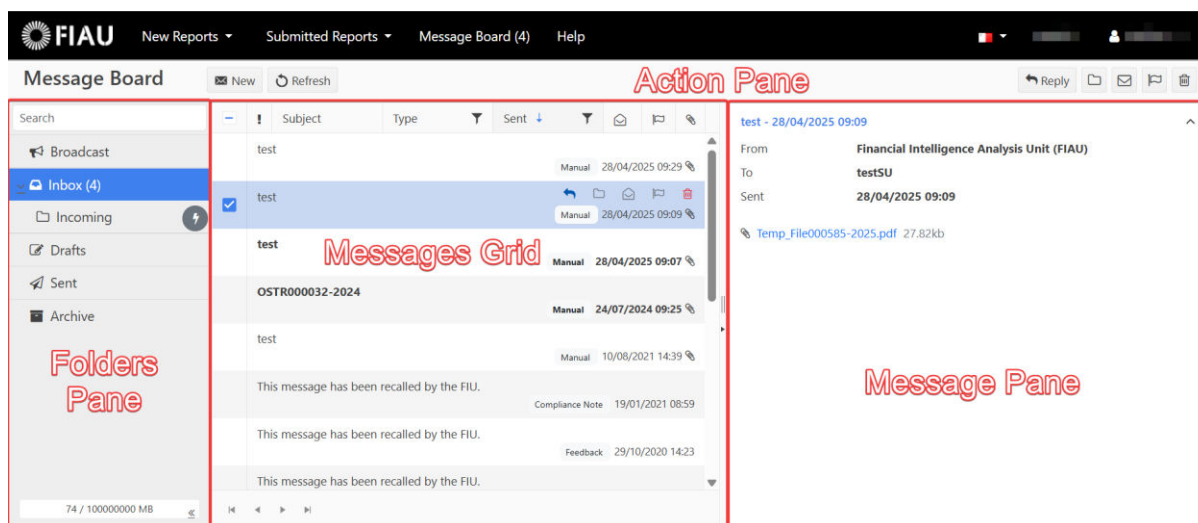 FIAU New Reports Submitted Reports Message Board (4) Help
Message Board New Refresh Action Pane Reply
Search
Broadcast
Inbox (4)
Incoming
Drafts
Sent
Archive
Folders
Pane
74 / 100000000 MB
! Subject Type Sent
test
Manual 28/04/2025 09:29
test
Manual 28/04/2025 09:09
test
Messages Grid
Manual 28/04/2025 09:07
OSTR000032-2024
Manual 24/07/2024 09:25
test
Manual 10/08/2021 14:39
This message has been recalled by the FIU.
Compliance Note 19/01/2021 08:59
This message has been recalled by the FIU.
Feedback 29/10/2020 14:23
This message has been recalled by the FIU.
test - 28/04/2025 09:09
From Financial Intelligence Analysis Unit (FIAU)
To testSU
Sent 28/04/2025 09:09
Temp_File000585-2025.pdf 27.82kb
Message Pane